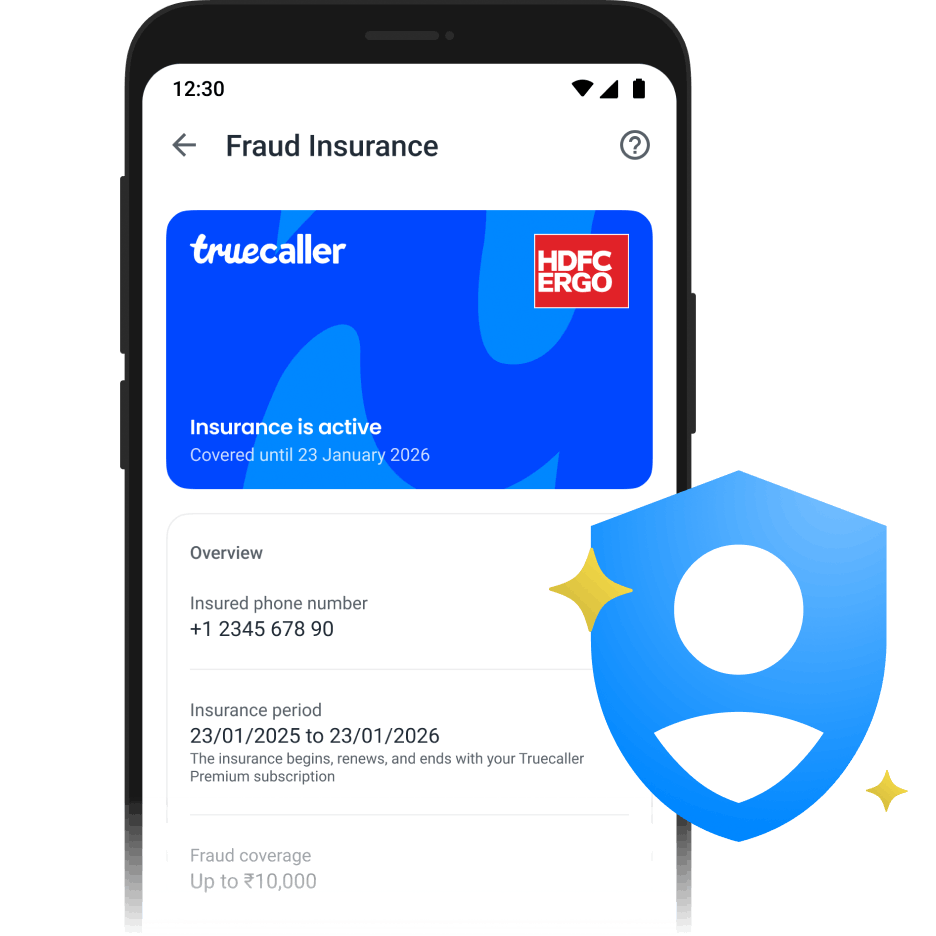 12:30
Fraud Insurance
truecaller
HDFC
ERGO
Insurance is active
Covered until 23 January 2026
Overview
Insured phone number
+1 2345 678 90
Insurance period
23/01/2025 to 23/01/2026
The insurance begins, renews, and ends with your Truecaller
Premium subscription
Fraud coverage
Up to ₹10,000